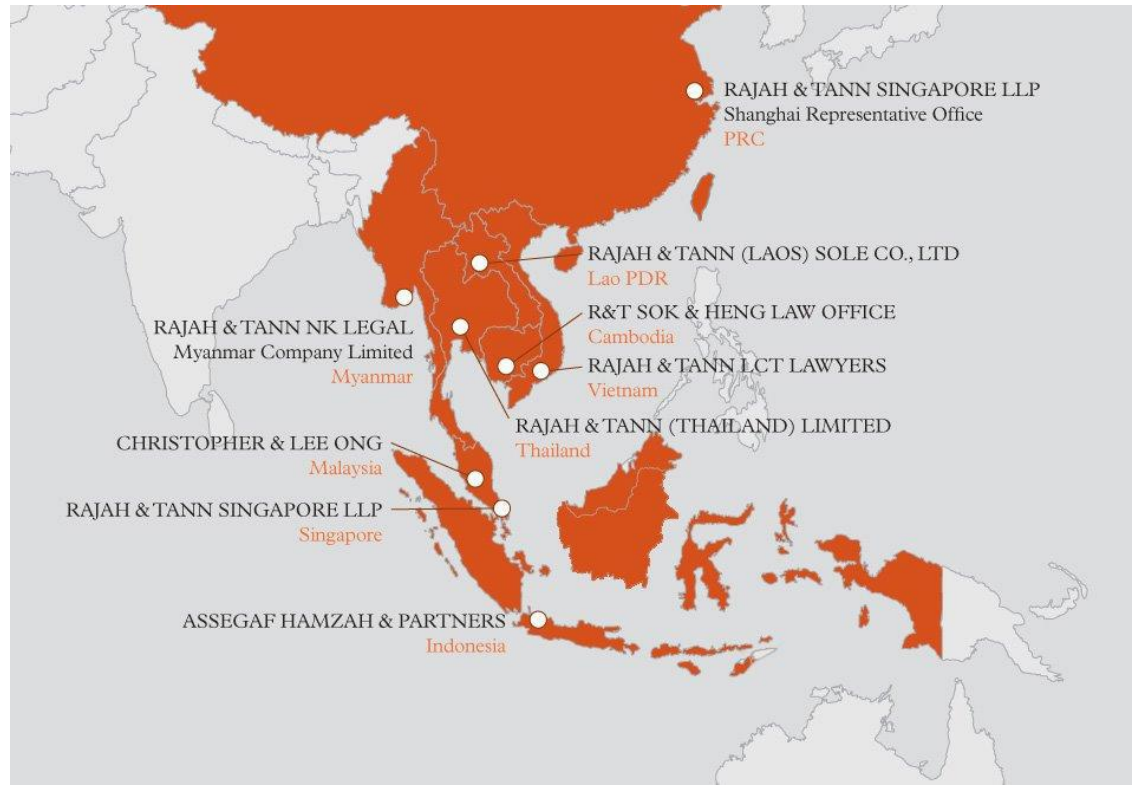 RAJAH & TANN SINGAPORE LLP
Shanghai Representative Office
PRC
RAJAH & TANN (LAOS) SOLE CO., LTD
Lao PDR
R&T SOK & HENG LAW OFFICE
Cambodia
RAJAH & TANN NK LEGAL
Myanmar Company Limited
Myanmar
RAJAH & TANN LCT LAWYERS
Vietnam
RAJAH & TANN (THAILAND) LIMITED
Thailand
CHRISTOPHER & LEE ONG
Malaysia
RAJAH & TANN SINGAPORE LLP
Singapore
ASSEGAF HAMZAH & PARTNERS
Indonesia